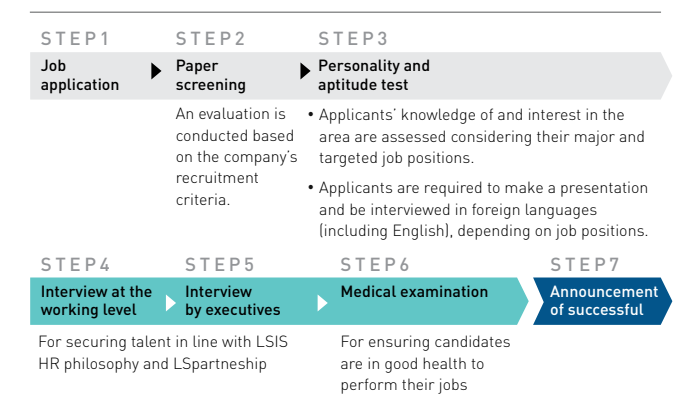 STEP1
STEP2
STEP3
Job
application
Paper
screening
Personality and
aptitude test
An evaluation is
conducted based
on the company's
recruitment
criteria.
• Applicants' knowledge of and interest in the
area are assessed considering their major and
targeted job positions.
• Applicants are required to make a presentation
and be interviewed in foreign languages
(including English), depending on job positions.
STEP4
STEP5
STEP6
STEP7
Interview at the
working level
Interview
by executives
Medical examination
Announcement
of successful
For securing talent in line with LSIS
HR philosophy and LSpartneship
For ensuring candidates
are in good health to
perform their jobs